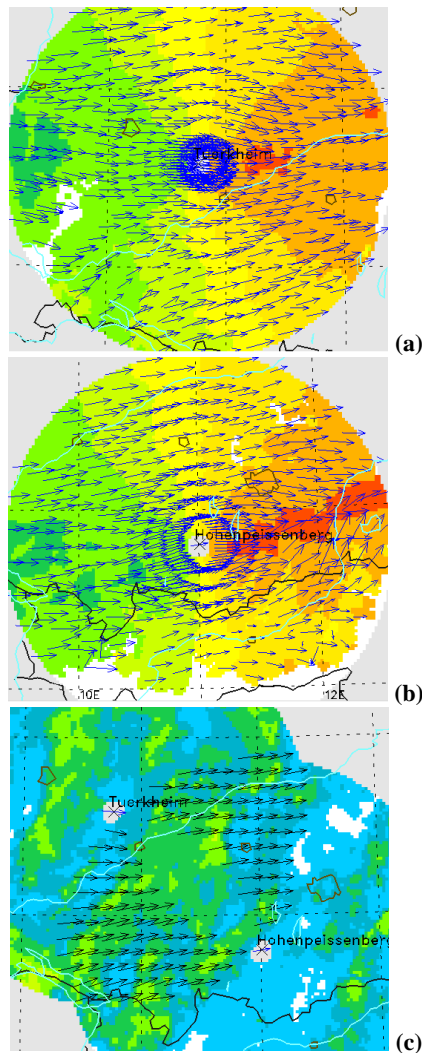 Tuerkheim
(a)
Hohenpeissenberg
10E
12E
(b)
Tuerkheim
Hohenpeissenberg
(c)